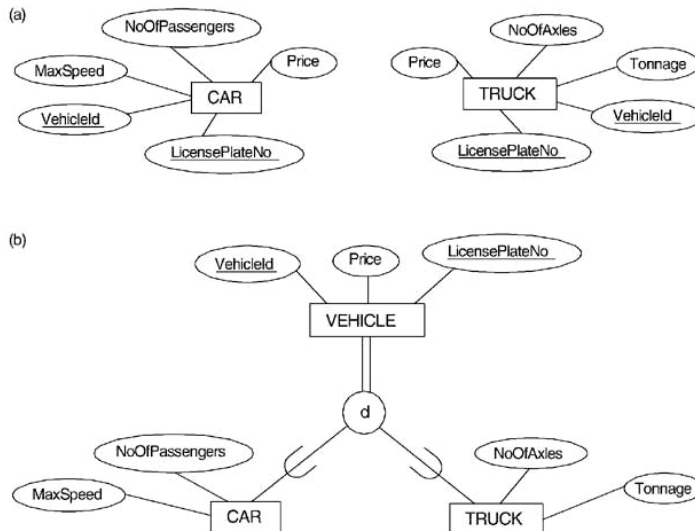 (a)
NoOfPassengers
NoOfAxles
MaxSpeed
Price
Price
Tonnage
CAR
TRUCK
VehicleId
VehicleId
LicensePlateNo
LicensePlateNo
(b)
VehicleId
Price
LicensePlateNo
VEHICLE
d
NoOfPassengers
NoOfAxles
MaxSpeed
Tonnage
CAR
TRUCK